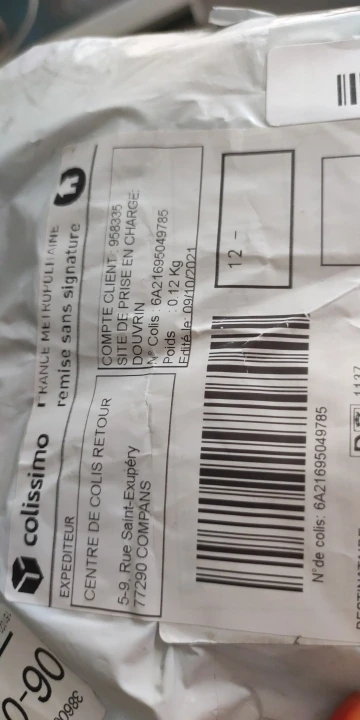 colissimo
FRANCE METROPOLITAINE
remise sans signature
EXPEDITEUR
CENTRE DE COLIS RETOUR
5-9, Rue Saint-Exupéry
77290 COMPANS
COMPTE CLIENT : 958335
SITE DE PRISE EN CHARGE:
DOUVRIN
N° Colis : 6A21695049785
Poids : 0.12 Kg
Edité le: 09/10/2021
12 -
N°de colis: 6A21695049785